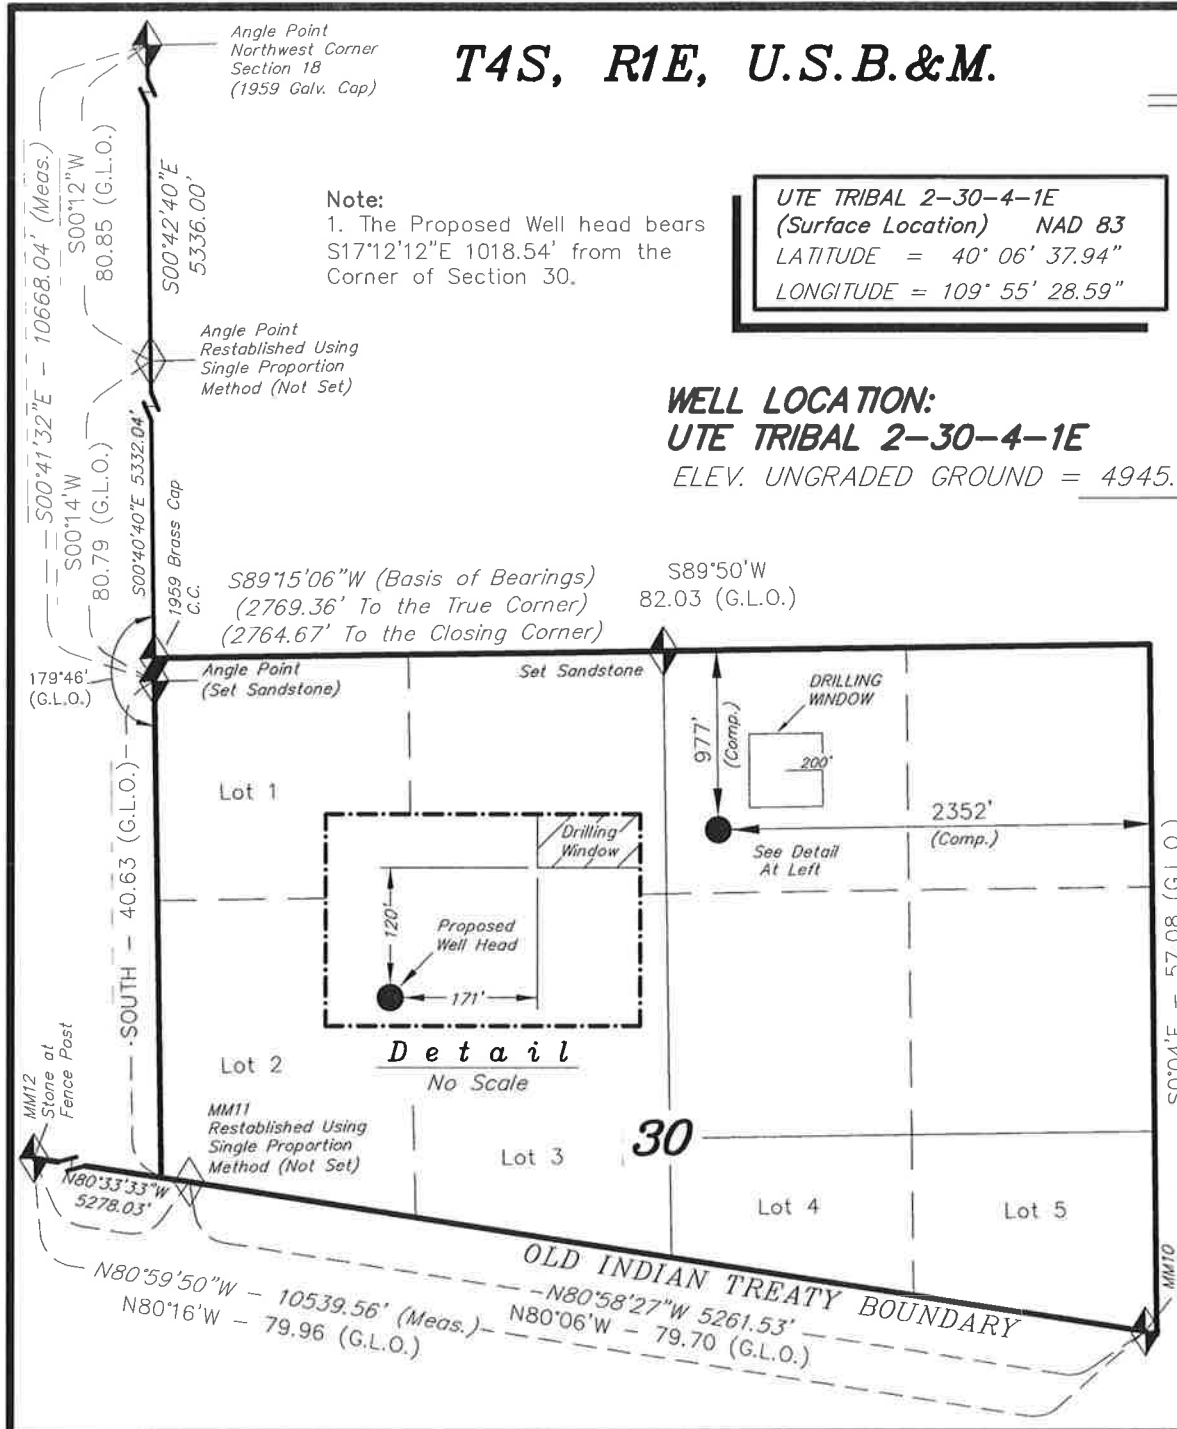 T4S, R1E, U.S.B.&M.
Angle Point
Northwest Corner
Section 18
(1959 Galv. Cap)
S00°41'32"E - 10668.04' (Meas.)
S00°12"W
80.85 (G.L.O.)
S00°42'40"E
5336.00'
Note:
1. The Proposed Well head bears
S17°12'12"E 1018.54' from the
Corner of Section 30.
UTE TRIBAL 2-30-4-1E
(Surface Location) NAD 83
LATITUDE = 40° 06' 37.94"
LONGITUDE = 109° 55' 28.59"
Angle Point
Restablished Using
Single Proportion
Method (Not Set)
WELL LOCATION:
UTE TRIBAL 2-30-4-1E
ELEV. UNGRADED GROUND = 4945.
S00°14'W
80.79 (G.L.O.)
S00°40'40"E 5332.04'
1959 Brass Cap
C.C.
S89°15'06"W (Basis of Bearings)
(2769.36' To the True Corner)
(2764.67' To the Closing Corner)
S89°50'W
82.03 (G.L.O.)
179°46'
(G.L.O.)
Angle Point
(Set Sandstone)
Set Sandstone
DRILLING
WINDOW
200'
977'
(Comp.)
2352'
(Comp.)
See Detail
At Left
Lot 1
Drilling
Window
120'
Proposed
Well Head
171'
Detail
No Scale
SOUTH - 40.63 (G.L.O.)
S0°04'E - 57.08 (G.L.O.)
Lot 2
MM12
Stone at
Fence Post
MM11
Restablished Using
Single Proportion
Method (Not Set)
30
Lot 3
Lot 4
Lot 5
N80°33'33"W
5278.03'
MM10
OLD INDIAN TREATY BOUNDARY
N80°59'50"W - 10539.56' (Meas.)
N80°16'W - 79.96 (G.L.O.)
N80°58'27"W 5261.53'
N80°06'W - 79.70 (G.L.O.)